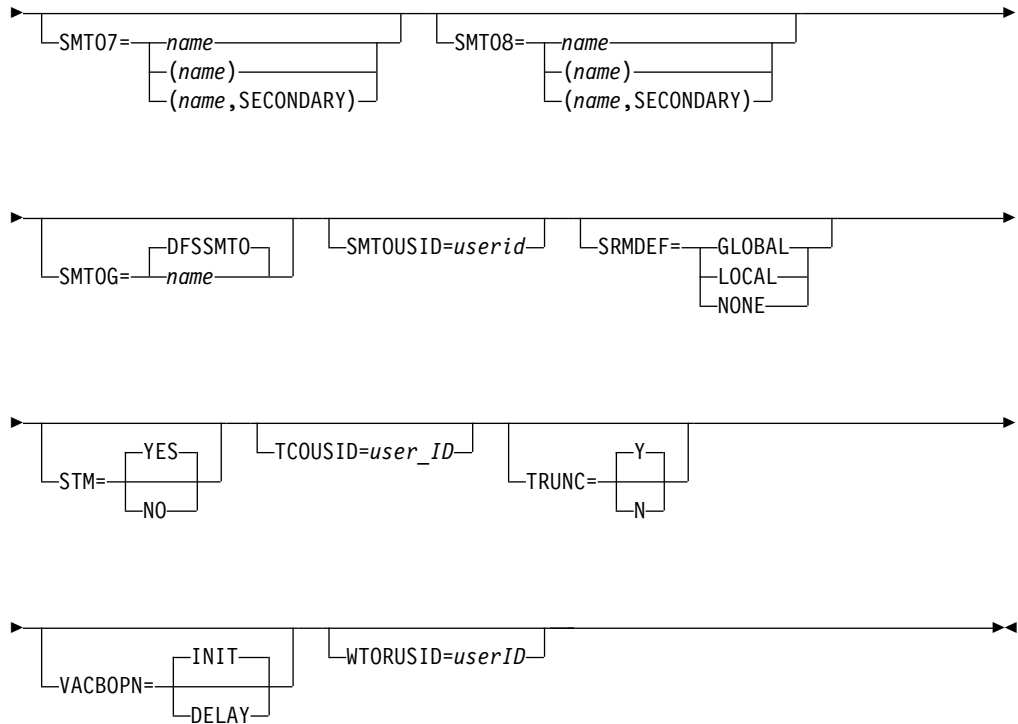 SMTO7= name SMTO8= name
(name) (name)
(name,SECONDARY) (name,SECONDARY)
DFSSMTO SMTOUSID=userid SRMDEF= GLOBAL
SMTOG= name LOCAL
NONE
YES TCOUSID=user_ID Y
STM= TRUNC=
NO N
INIT WTORUSID=userID
VACBOPN=
DELAY